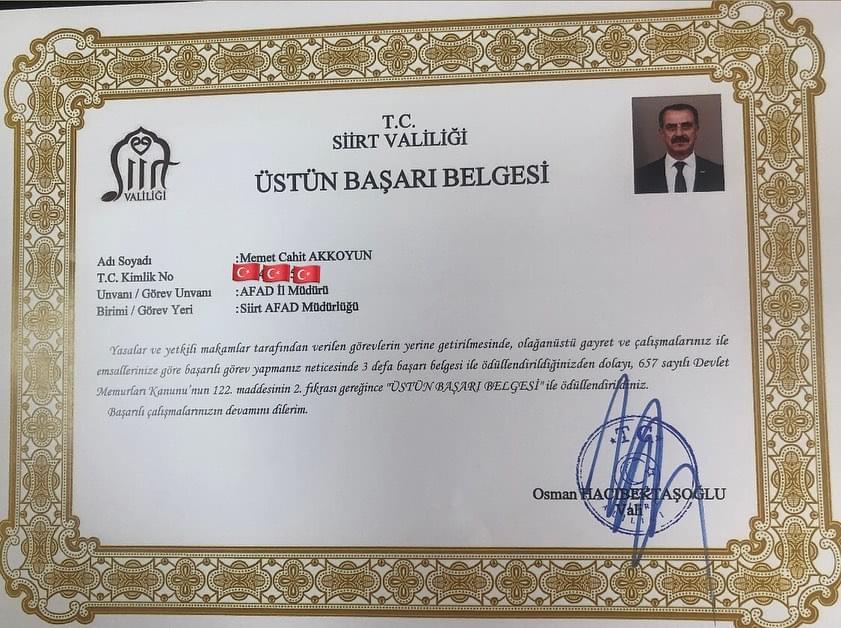 T.C.
SİİRT VALİLİĞİ
SİİRT
VALİLİĞİ
ÜSTÜN BAŞARI BELGESİ
Adı Soyadı :Memet Cahit AKKOYUN
T.C. Kimlik No :
Unvanı / Görev Unvanı :AFAD İl Müdürü
Birimi / Görev Yeri :Siirt AFAD Müdürlüğü
Yasalar ve yetkili makamlar tarafından verilen görevlerin yerine getirilmesinde, olağanüstü gayret ve çalışmalarınız ile
emsallerinize göre başarılı görev yapmanız neticesinde 3 defa başarı belgesi ile ödüllendirildiğinizden dolayı, 657 sayılı Devlet
Memurları Kanunu'nun 122. maddesinin 2. fıkrası gereğince "ÜSTÜN BAŞARI BELGESİ" ile ödüllendirildiniz.
Başarılı çalışmalarınızın devamını dilerim.
T.C.
Osman HACIBEKTAŞOĞLU
Vali